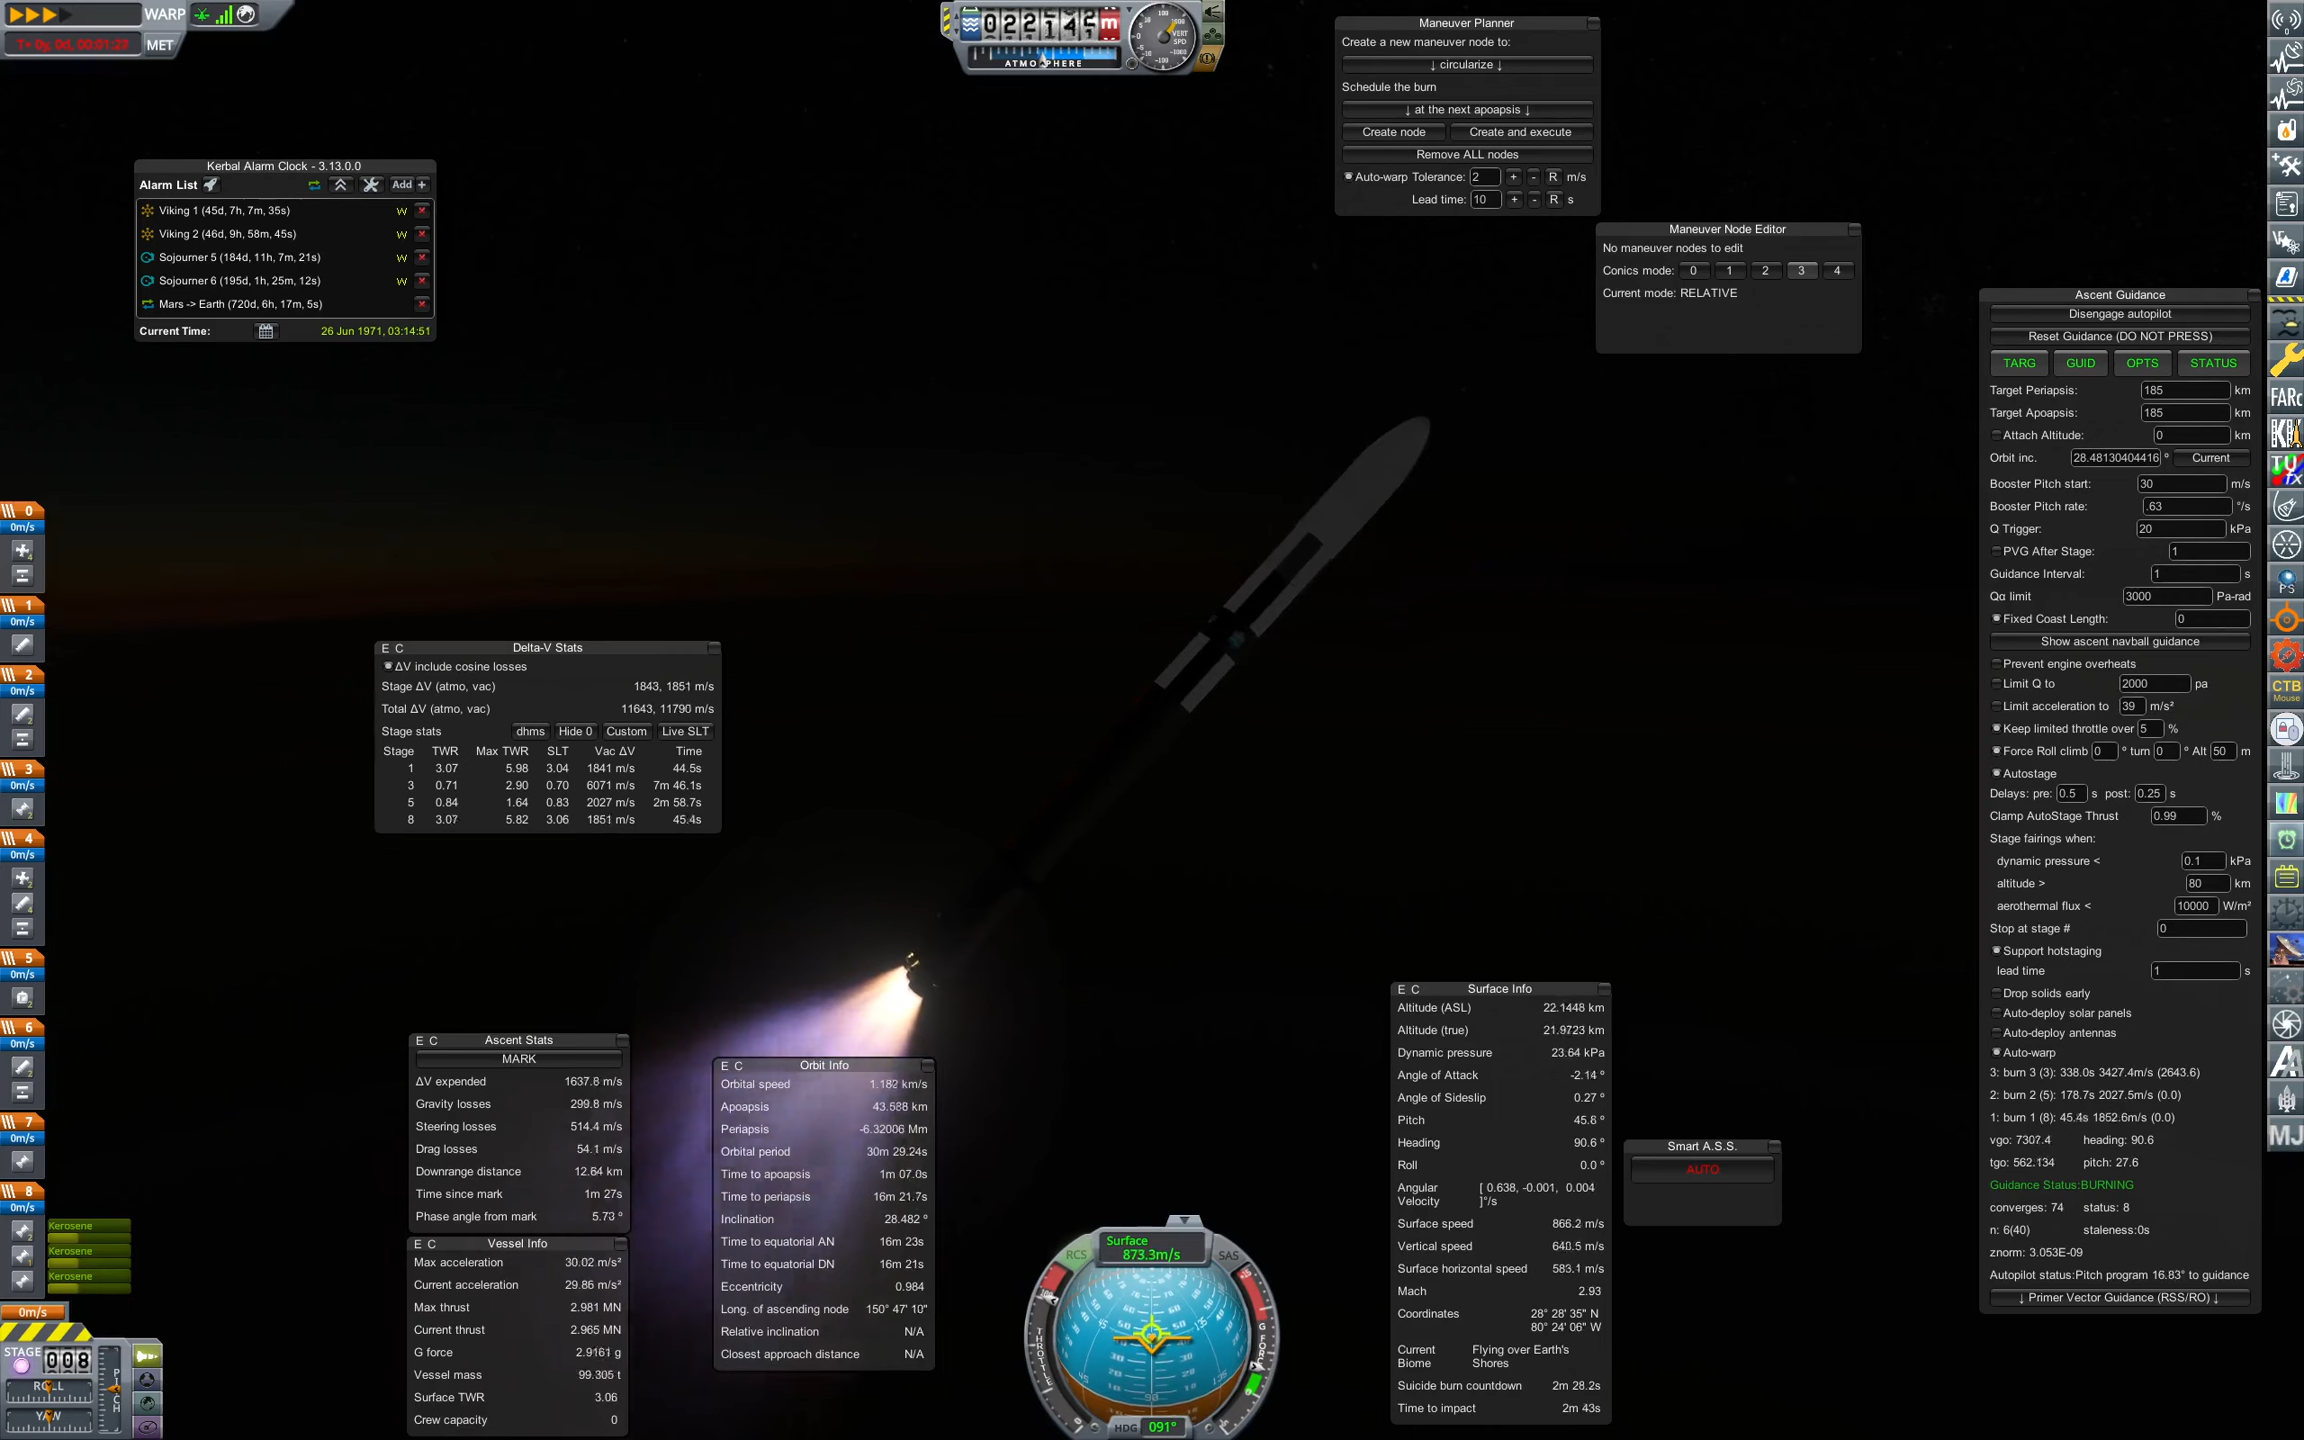 WARP
T+ 0y, 0d, 00:01:27
MET
022145 m
ATMOSPHERE
VERT SPD
Maneuver Planner
Create a new maneuver node to:
↓ circularize ↓
Schedule the burn
↓ at the next apoapsis ↓
Create node Create and execute
Remove ALL nodes
Auto-warp Tolerance: 2 + - R m/s
Lead time: 10 + - R s
Kerbal Alarm Clock - 3.13.0.0
Alarm List Add +
Viking 1 (45d, 7h, 7m, 35s) W
Viking 2 (46d, 9h, 58m, 45s) W
Sojourner 5 (184d, 11h, 7m, 21s) W
Sojourner 6 (195d, 1h, 25m, 12s) W
Mars -> Earth (720d, 6h, 17m, 5s)
Current Time: 26 Jun 1971, 03:14:51
Maneuver Node Editor
No maneuver nodes to edit
Conics mode: 0 1 2 3 4
Current mode: RELATIVE
Ascent Guidance
Disengage autopilot
Reset Guidance (DO NOT PRESS)
TARG GUID OPTS STATUS
Target Periapsis: 185 km
Target Apoapsis: 185 km
Attach Altitude: 0 km
Orbit inc. 28.48130404416 º Current
Booster Pitch start: 30 m/s
Booster Pitch rate: .63 °/s
Q Trigger: 20 kPa
PVG After Stage: 1
Guidance Interval: 1 s
Qα limit 3000 Pa-rad
Fixed Coast Length: 0
Show ascent navball guidance
Prevent engine overheats
Limit Q to 2000 pa
Limit acceleration to 39 m/s²
Keep limited throttle over 5 %
Force Roll climb 0 º turn 0 º Alt 50 m
Autostage
Delays: pre: 0.5 s post: 0.25 s
Clamp AutoStage Thrust 0.99 %
Stage fairings when:
dynamic pressure < 0.1 kPa
altitude > 80 km
aerothermal flux < 10000 W/m²
Stop at stage # 0
Support hotstaging
lead time 1 s
Drop solids early
Auto-deploy solar panels
Auto-deploy antennas
Auto-warp
3: burn 3 (3): 338.0s 3427.4m/s (2643.6)
2: burn 2 (5): 178.7s 2027.5m/s (0.0)
1: burn 1 (8): 45.4s 1852.6m/s (0.0)
vgo: 7307.4 heading: 90.6
tgo: 562.134 pitch: 27.6
Guidance Status:BURNING
converges: 74 status: 8
n: 6(40) staleness:0s
znorm: 3.053E-09
Autopilot status:Pitch program 16.83° to guidance
↓ Primer Vector Guidance (RSS/RO) ↓
0
0m/s
1
0m/s
2
0m/s
3
0m/s
4
0m/s
5
0m/s
6
0m/s
7
0m/s
8
0m/s
Kerosene
Kerosene
Kerosene
0m/s
STAGE 008
ROLL
YAW
PITCH
E C Delta-V Stats
ΔV include cosine losses
Stage ΔV (atmo, vac) 1843, 1851 m/s
Total ΔV (atmo, vac) 11643, 11790 m/s
Stage stats dhms Hide 0 Custom Live SLT
Stage TWR Max TWR SLT Vac ΔV Time
1 3.07 5.98 3.04 1841 m/s 44.5s
3 0.71 2.90 0.70 6071 m/s 7m 46.1s
5 0.84 1.64 0.83 2027 m/s 2m 58.7s
8 3.07 5.82 3.06 1851 m/s 45.4s
E C Ascent Stats
MARK
ΔV expended 1637.8 m/s
Gravity losses 299.8 m/s
Steering losses 514.4 m/s
Drag losses 54.1 m/s
Downrange distance 12.64 km
Time since mark 1m 27s
Phase angle from mark 5.73 º
E C Vessel Info
Max acceleration 30.02 m/s²
Current acceleration 29.86 m/s²
Max thrust 2.981 MN
Current thrust 2.965 MN
G force 2.9161 g
Vessel mass 99.305 t
Surface TWR 3.06
Crew capacity 0
E C Orbit Info
Orbital speed 1.182 km/s
Apoapsis 43.588 km
Periapsis -6.32006 Mm
Orbital period 30m 29.24s
Time to apoapsis 1m 07.0s
Time to periapsis 16m 21.7s
Inclination 28.482 º
Time to equatorial AN 16m 23s
Time to equatorial DN 16m 21s
Eccentricity 0.984
Long. of ascending node 150° 47' 10"
Relative inclination N/A
Closest approach distance N/A
RCS
SAS
Surface
873.3m/s
THROTTLE
G FORCE
HDG 091°
E C Surface Info
Altitude (ASL) 22.1448 km
Altitude (true) 21.9723 km
Dynamic pressure 23.64 kPa
Angle of Attack -2.14 º
Angle of Sideslip 0.27 º
Pitch 45.8 º
Heading 90.6 º
Roll 0.0 º
Angular Velocity [ 0.638, -0.001, 0.004 ]°/s
Surface speed 866.2 m/s
Vertical speed 640.5 m/s
Surface horizontal speed 583.1 m/s
Mach 2.93
Coordinates 28° 28' 35" N
80° 24' 06" W
Current Biome Flying over Earth's Shores
Suicide burn countdown 2m 28.2s
Time to impact 2m 43s
Smart A.S.S.
AUTO
FARc
CTB
Mouse
MJ